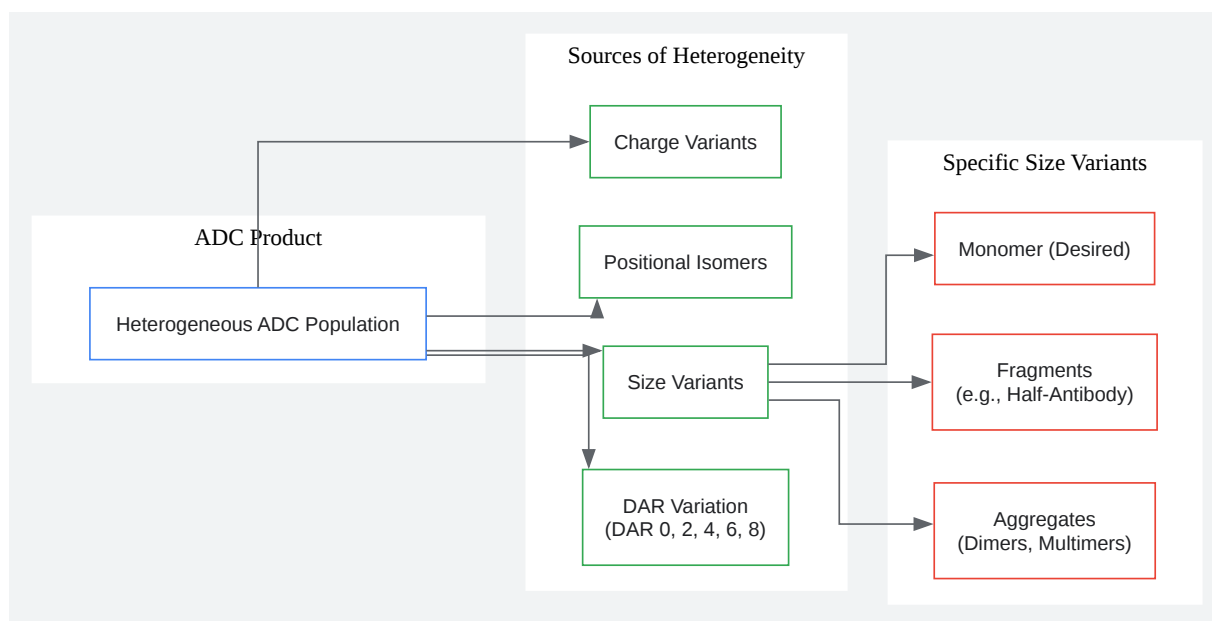 ADC Product
Heterogeneous ADC Population
Sources of Heterogeneity
Charge Variants
Positional Isomers
Size Variants
DAR Variation
(DAR 0, 2, 4, 6, 8)
Specific Size Variants
Monomer (Desired)
Fragments
(e.g., Half-Antibody)
Aggregates
(Dimers, Multimers)